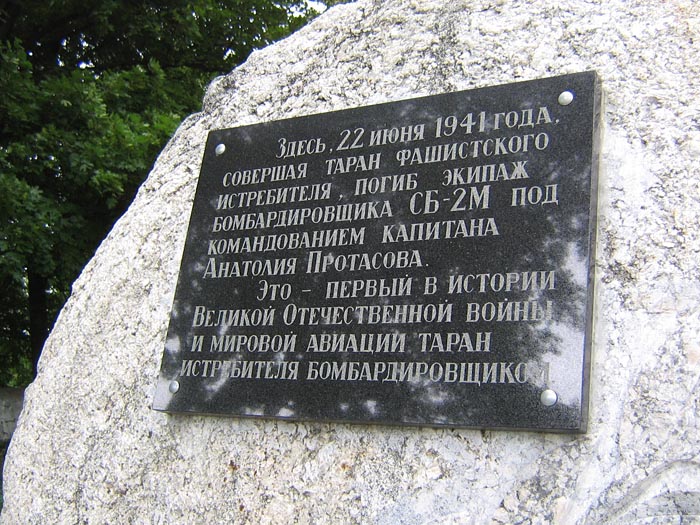 Здесь, 22 июня 1941 года,
совершая таран фашистского
истребителя, погиб экипаж
бомбардировщика СБ-2М под
командованием капитана
Анатолия Протасова.
Это – первый в истории
Великой Отечественной войны
и мировой авиации таран
истребителя бомбардировщиком